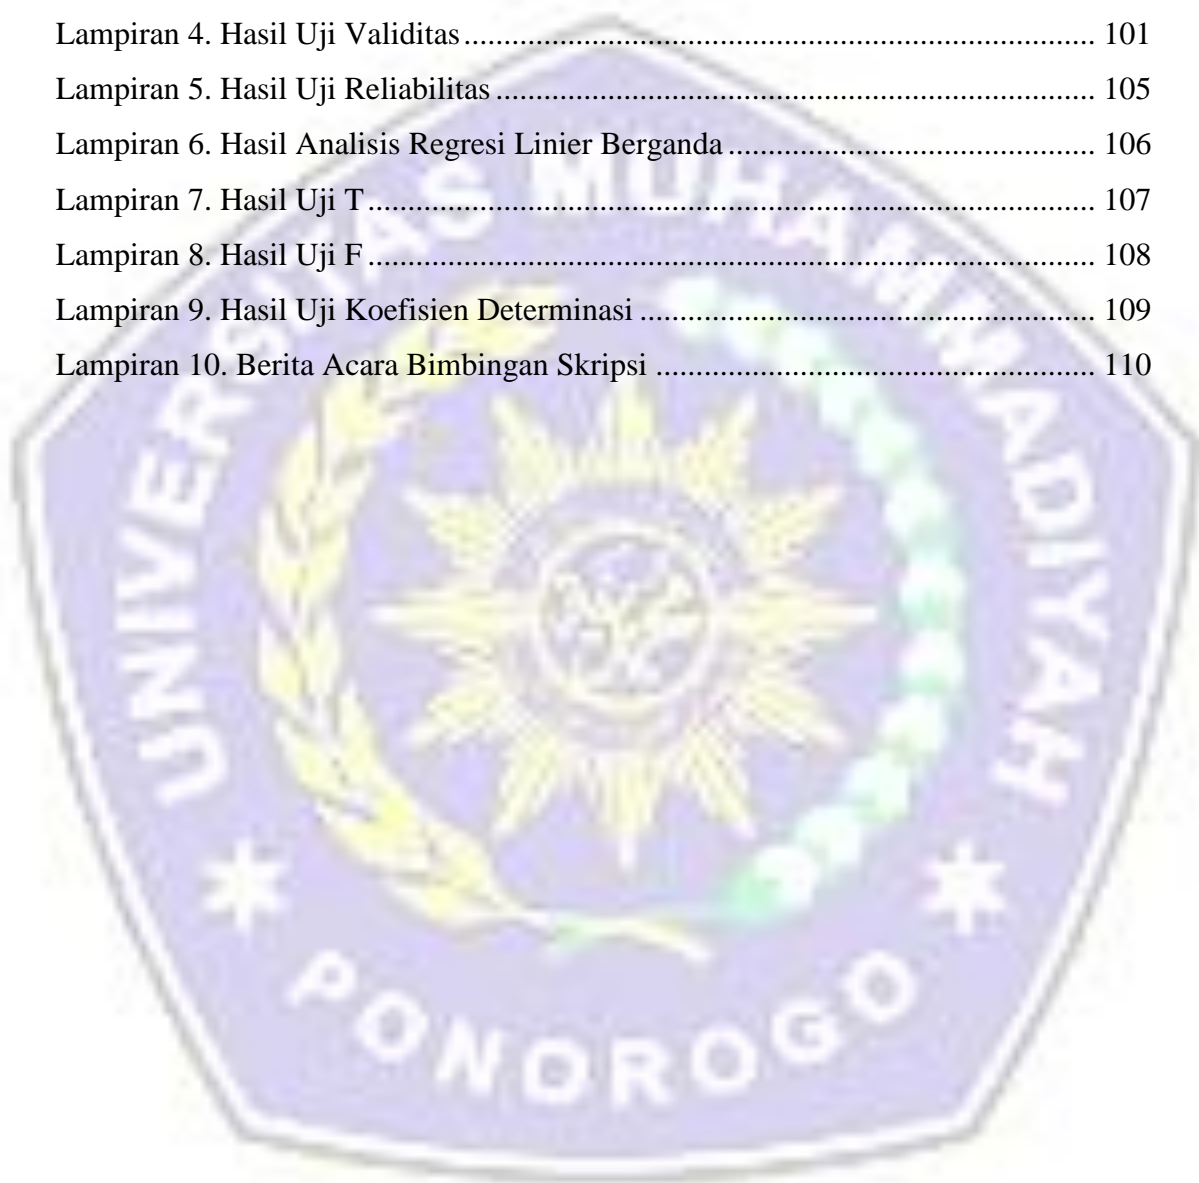 Lampiran 4. Hasil Uji Validitas ............................................................................... 101
Lampiran 5. Hasil Uji Reliabilitas ........................................................................... 105
Lampiran 6. Hasil Analisis Regresi Linier Berganda .............................................. 106
Lampiran 7. Hasil Uji T ........................................................................................... 107
Lampiran 8. Hasil Uji F ........................................................................................... 108
Lampiran 9. Hasil Uji Koefisien Determinasi ......................................................... 109
Lampiran 10. Berita Acara Bimbingan Skripsi ....................................................... 110
UNIVERSITAS MUHAMMADIYAH
PONOROGO